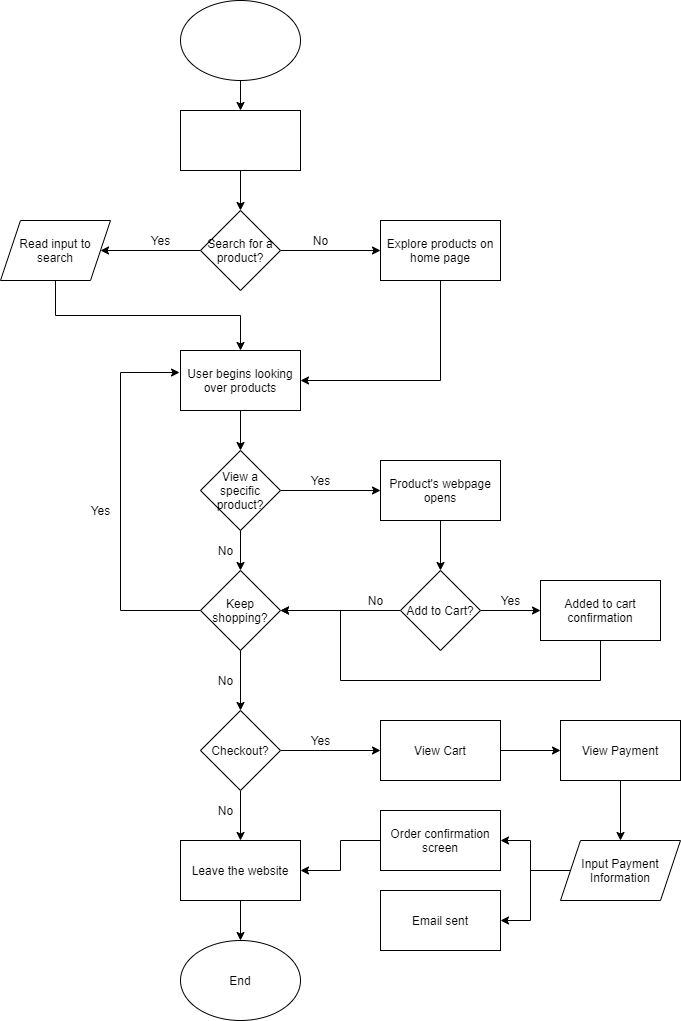 Search for a
product?
Yes
No
Read input to
search
Explore products on
home page
User begins looking
over products
View a
specific
product?
Yes
Product's webpage
opens
Yes
No
Keep
shopping?
No
Add to Cart?
Yes
Added to cart
confirmation
No
Checkout?
Yes
View Cart
View Payment
No
Order confirmation
screen
Leave the website
Input Payment
Information
Email sent
End